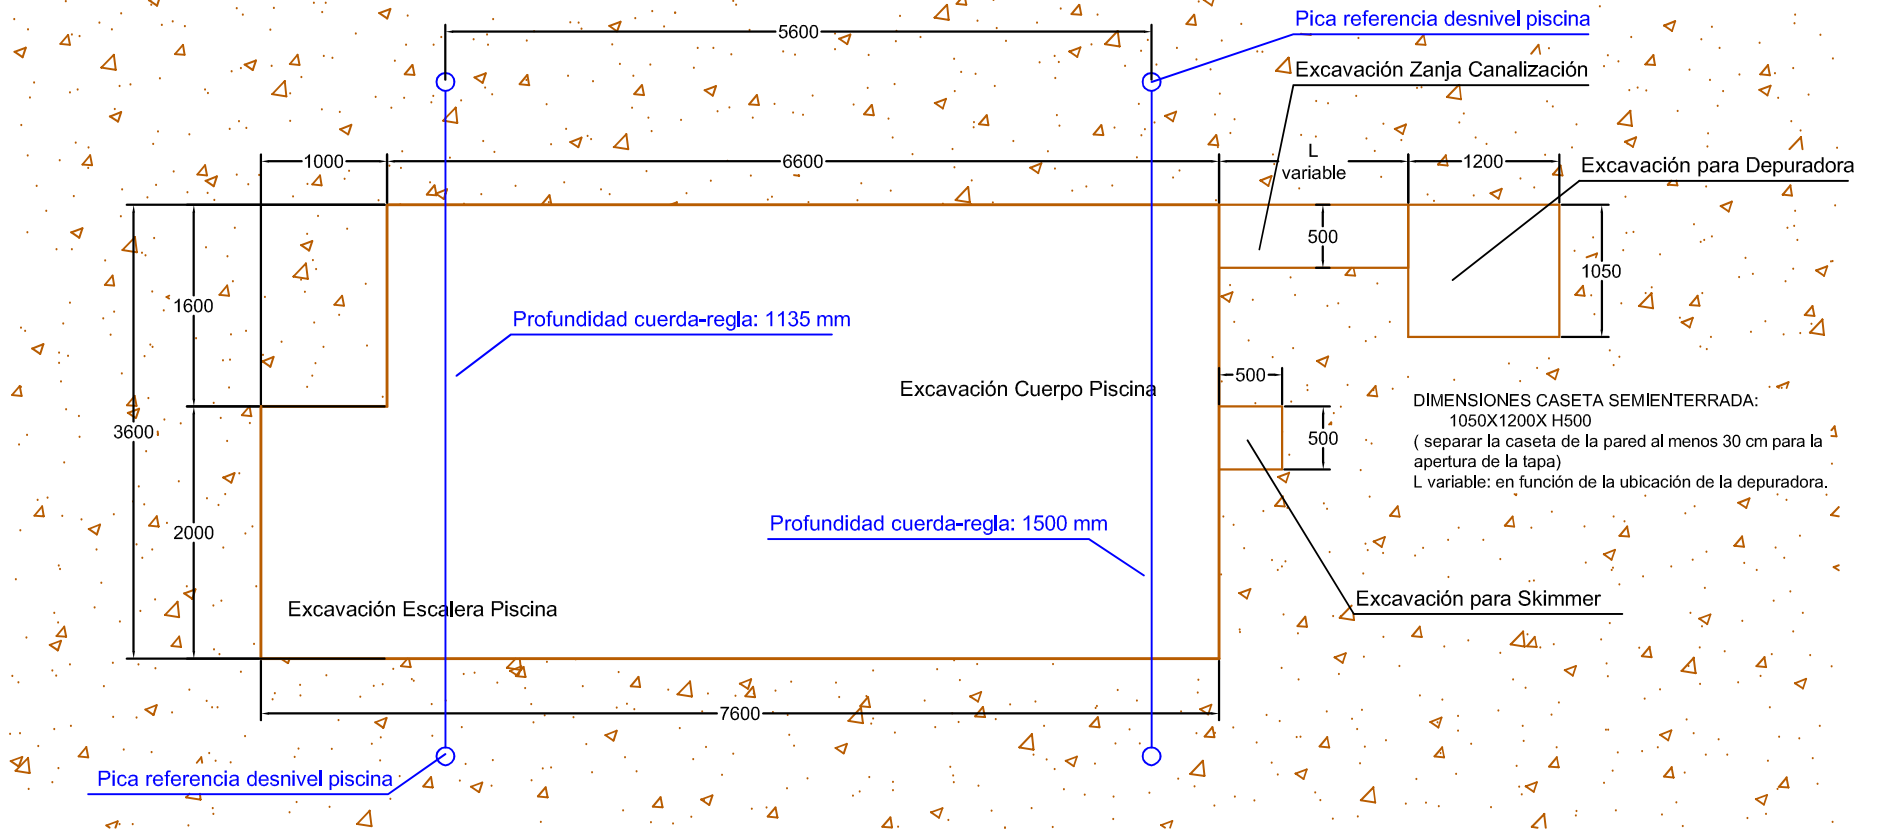 Pica referencia desnivel piscina
5600
Excavación Zanja Canalización
1000
6600
L
variable
1200
Excavación para Depuradora
500
1050
1600
Profundidad cuerda-regla: 1135 mm
500
Excavación Cuerpo Piscina
DIMENSIONES CASETA SEMIENTERRADA:
1050X1200X H500
( separar la caseta de la pared al menos 30 cm para la
apertura de la tapa)
L variable: en función de la ubicación de la depuradora.
3600
500
2000
Profundidad cuerda-regla: 1500 mm
Excavación Escalera Piscina
Excavación para Skimmer
7600
Pica referencia desnivel piscina